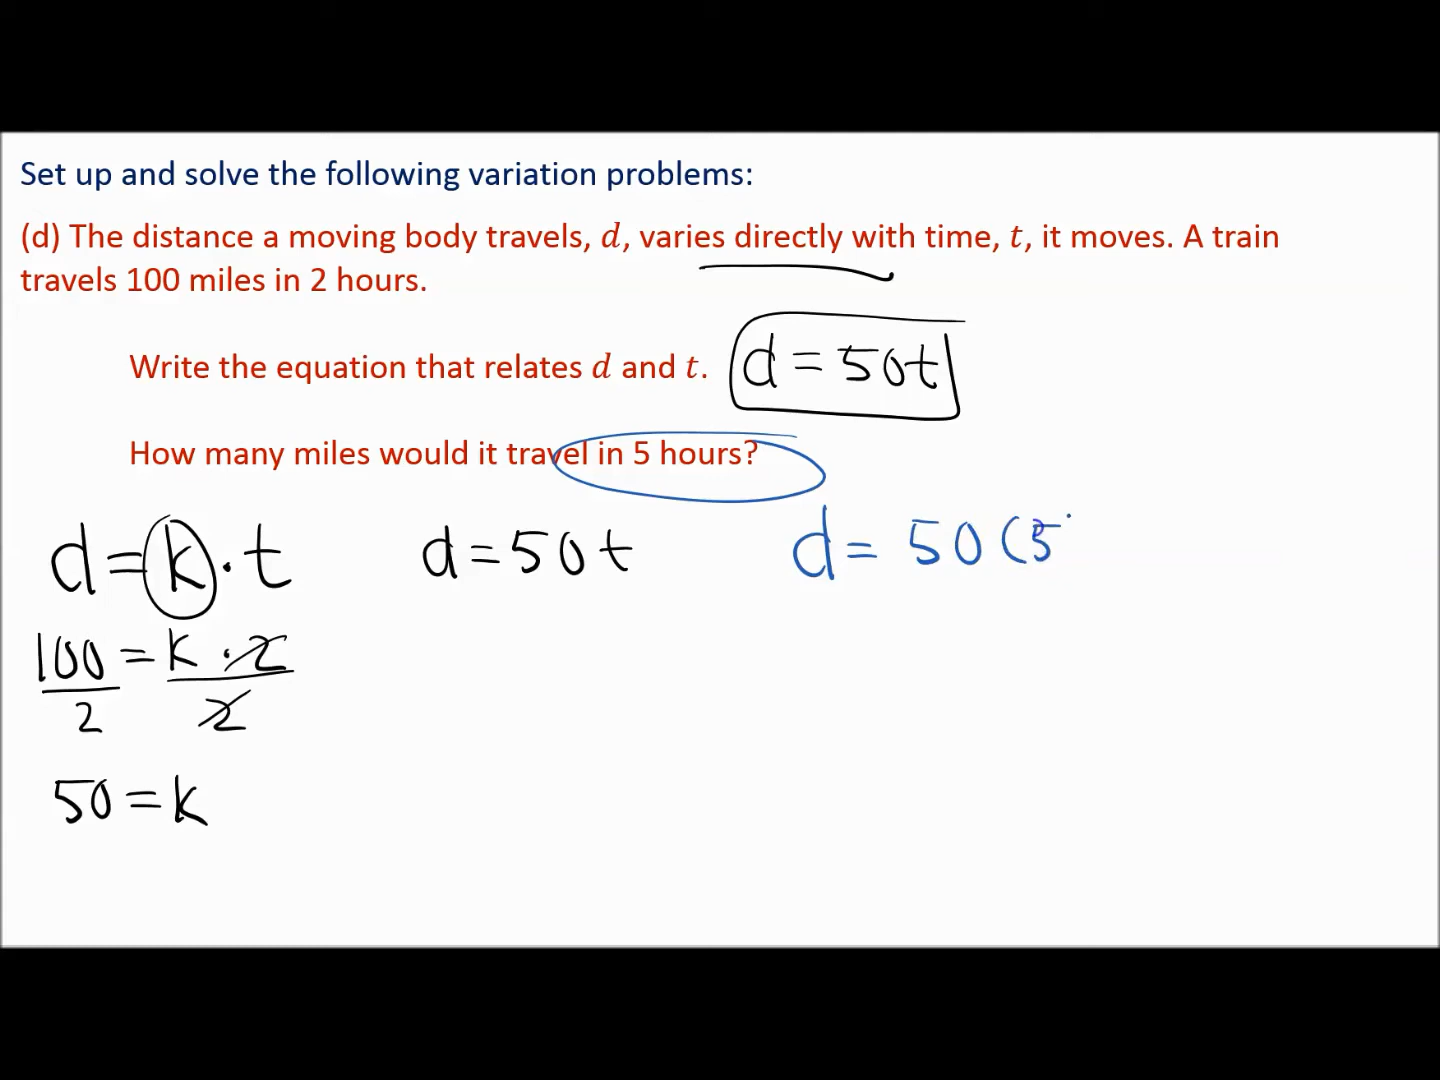 Set up and solve the following variation problems:
(d) The distance a moving body travels, d, varies directly with time, t, it moves. A train
travels 100 miles in 2 hours.
Write the equation that relates d and t. d = 50t
How many miles would it travel in 5 hours?
d = k · t d = 50t d = 50(5
100 = k · 2
2 2
50 = k